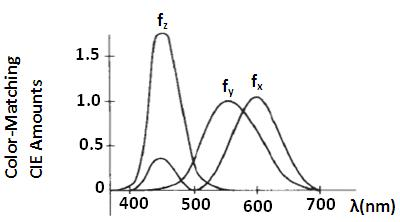 Color-Matching
CIE Amounts
1.5
1.0
0.5
0
f_z
f_y
f_x
400
500
600
700
λ(nm)